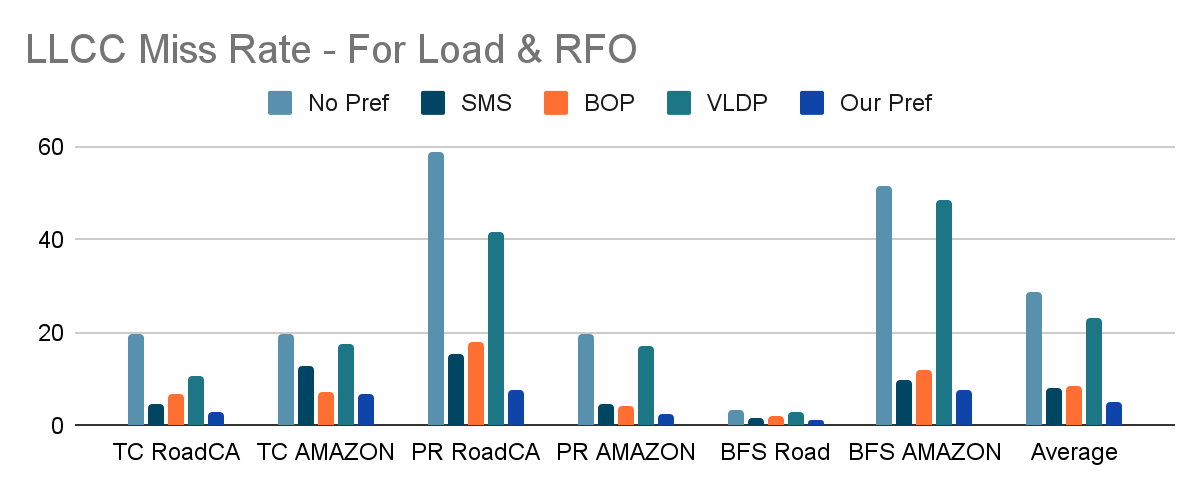 LLCC Miss Rate - For Load & RFO
No Pref SMS BOP VLDP Our Pref
60
40
20
0
TC RoadCA TC AMAZON PR RoadCA PR AMAZON BFS Road BFS AMAZON Average